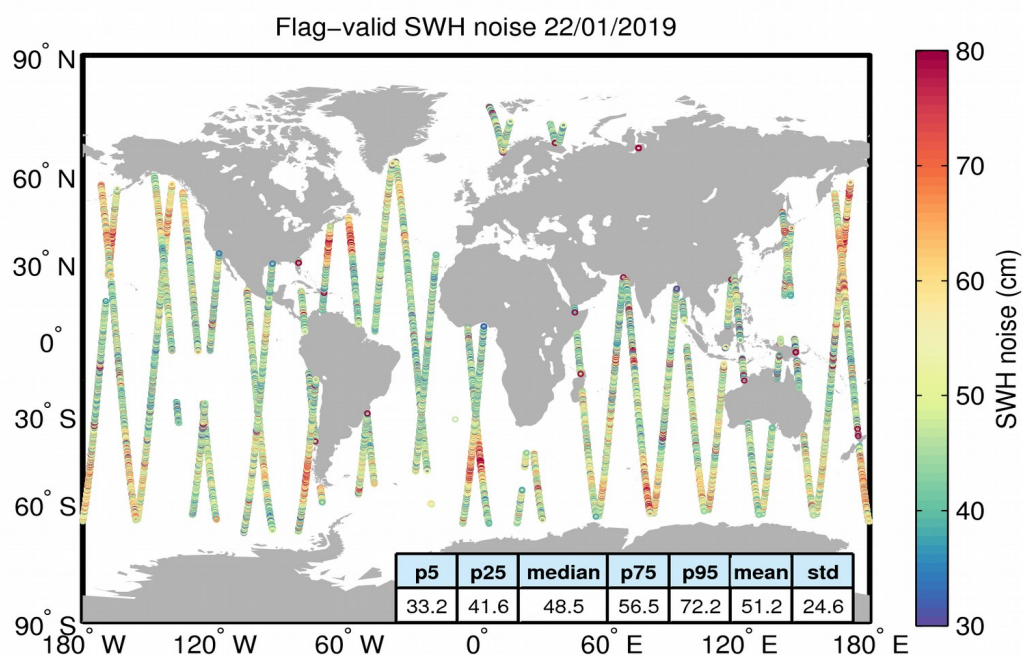 Flag−valid SWH noise 22/01/2019
90° N
60° N
30° N
0°
30° S
60° S
90° S
180° W
120° W
60° W
0°
60° E
120° E
180° E
80
70
60
50
40
30
SWH noise (cm)
p5 p25 median p75 p95 mean std
33.2 41.6 48.5 56.5 72.2 51.2 24.6